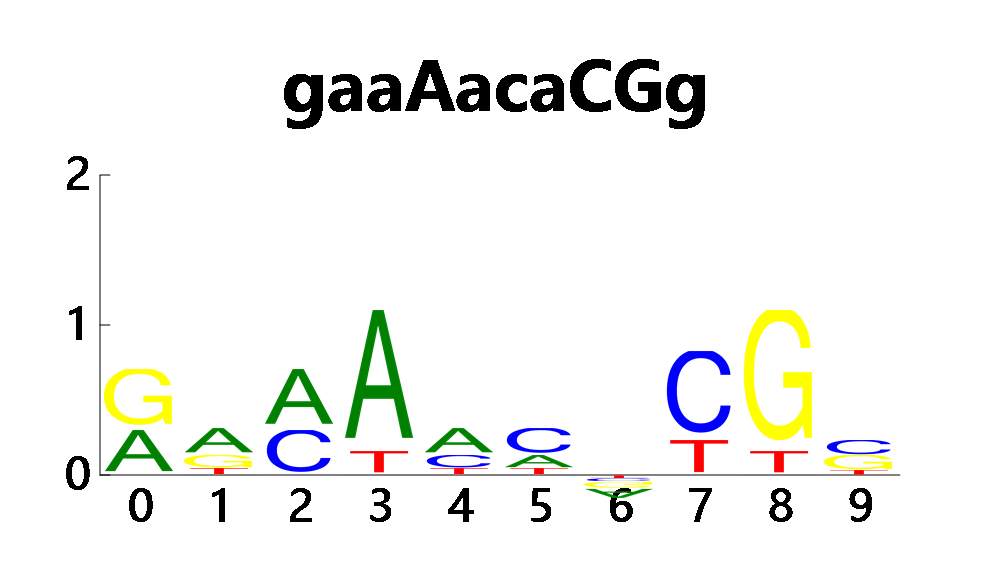 gaaAacaCGg
2
1
0
G A C A A C C G C
A G A T C A T T G
T T T T
0 1 2 3 4 5 6 7 8 9